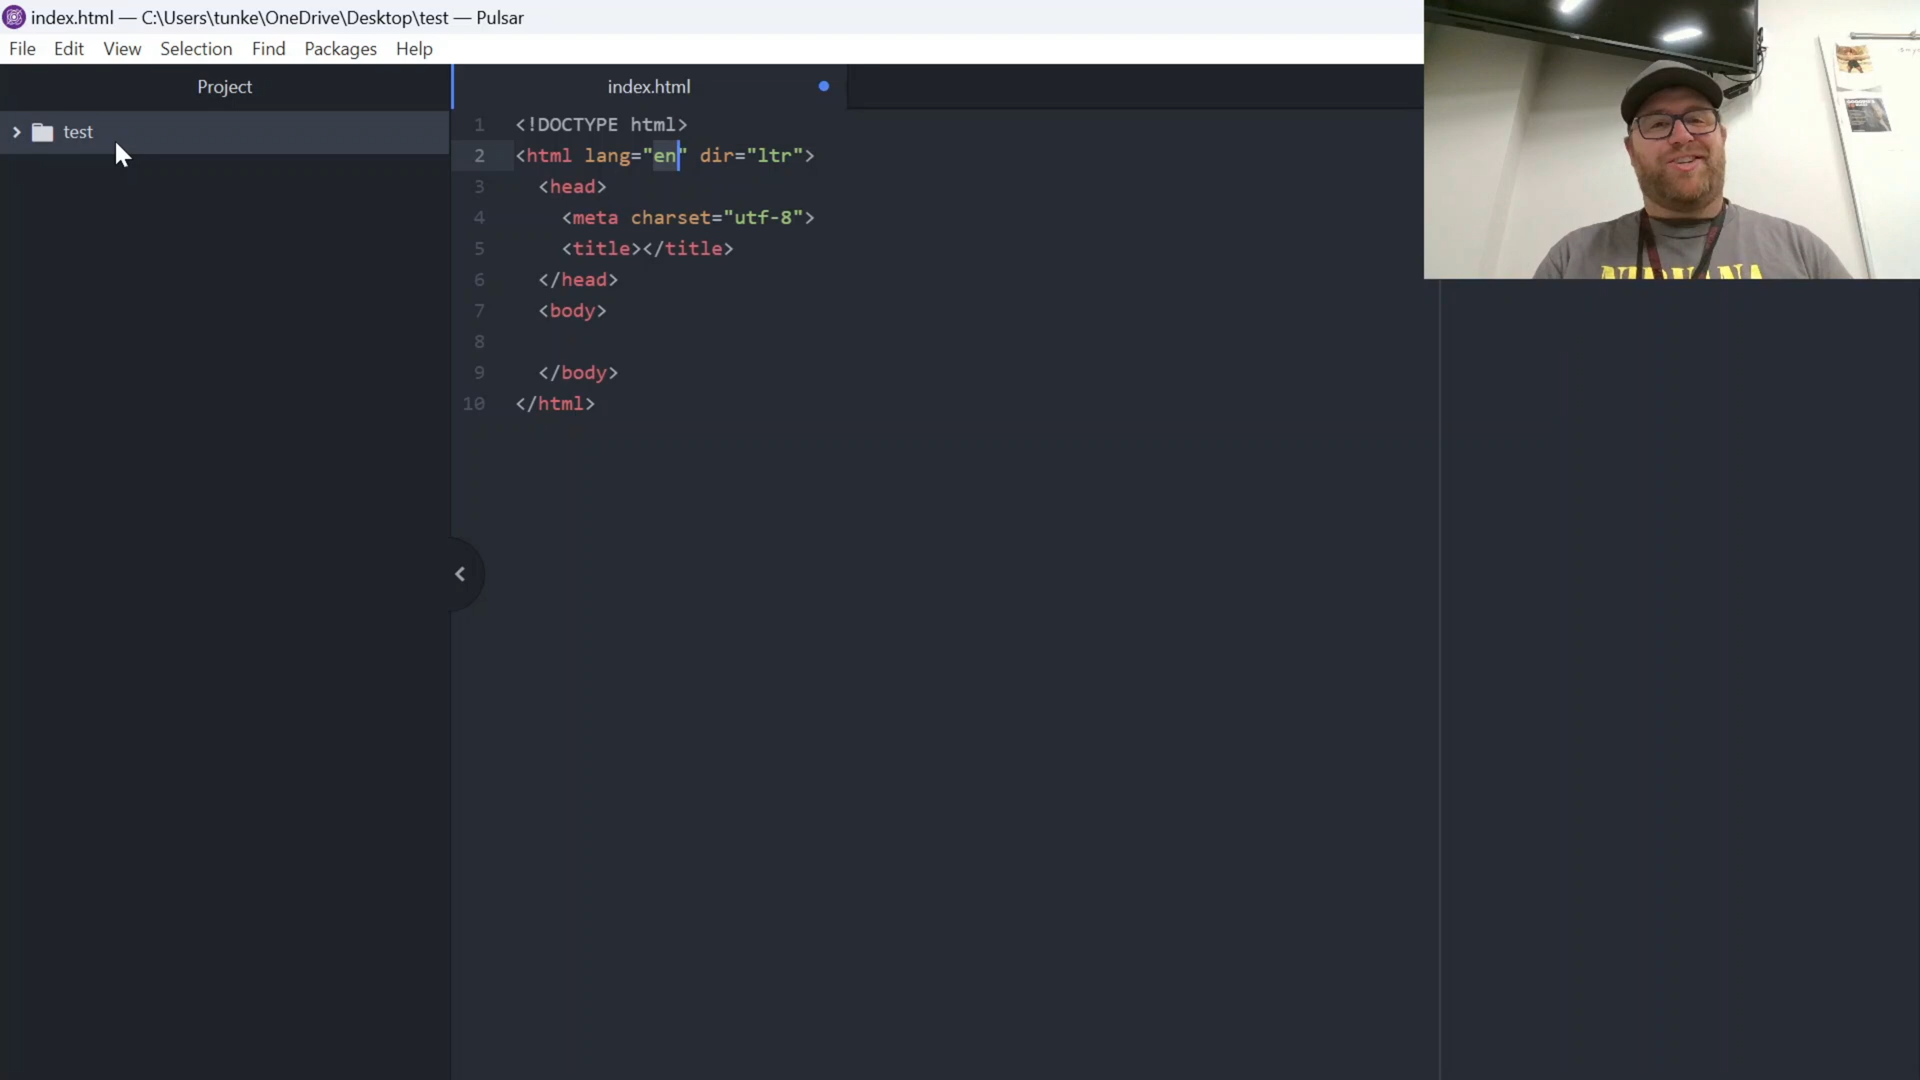 index.html — C:\Users\tunke\OneDrive\Desktop\test — Pulsar
File Edit View Selection Find Packages Help
Project
index.html
test
1 <!DOCTYPE html>
2 <html lang="en" dir="ltr">
3 <head>
4 <meta charset="utf-8">
5 <title></title>
6 </head>
7 <body>
8
9 </body>
10 </html>
NIRVANA